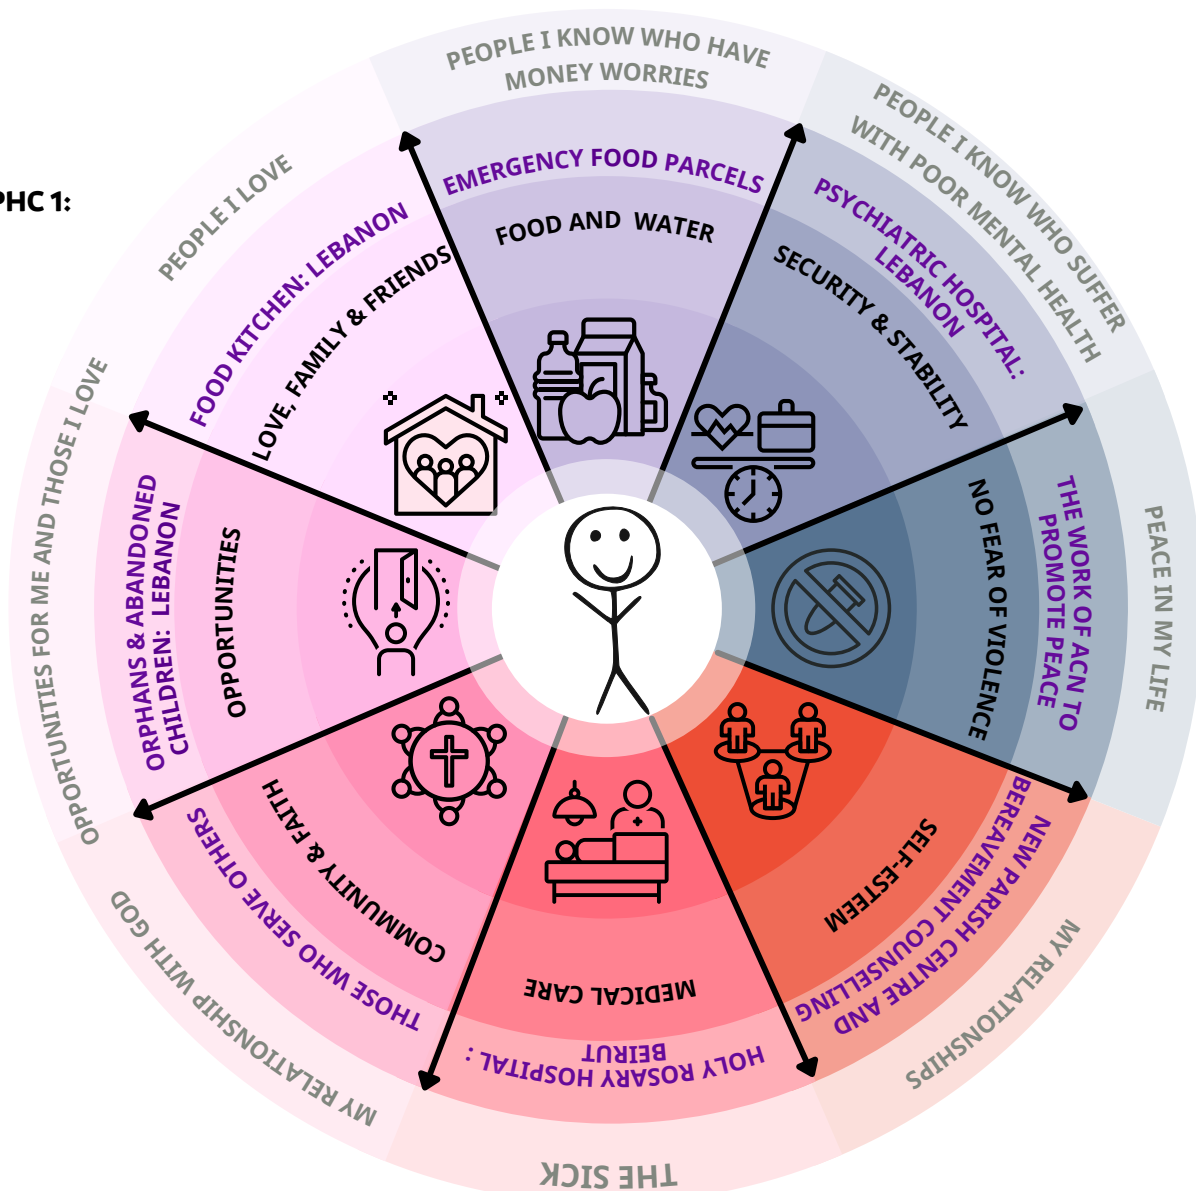 PHC 1:
PEOPLE I KNOW WHO HAVE
MONEY WORRIES
EMERGENCY FOOD PARCELS
FOOD AND WATER
PEOPLE I KNOW WHO SUFFER
WITH POOR MENTAL HEALTH
PSYCHIATRIC HOSPITAL:
LEBANON
SECURITY & STABILITY
PEACE IN MY LIFE
THE WORK OF ACN TO
PROMOTE PEACE
NO FEAR OF VIOLENCE
MY RELATIONSHIPS
NEW PARISH CENTRE AND
BEREAVEMENT COUNSELLING
SELF-ESTEEM
THE SICK
HOLY ROSARY HOSPITAL :
BEIRUT
MEDICAL CARE
MY RELATIONSHIP WITH GOD
THOSE WHO SERVE OTHERS
COMMUNITY & FAITH
OPPORTUNITIES FOR ME AND THOSE I LOVE
ORPHANS & ABANDONED
CHILDREN: LEBANON
OPPORTUNITIES
PEOPLE I LOVE
FOOD KITCHEN: LEBANON
LOVE, FAMILY & FRIENDS